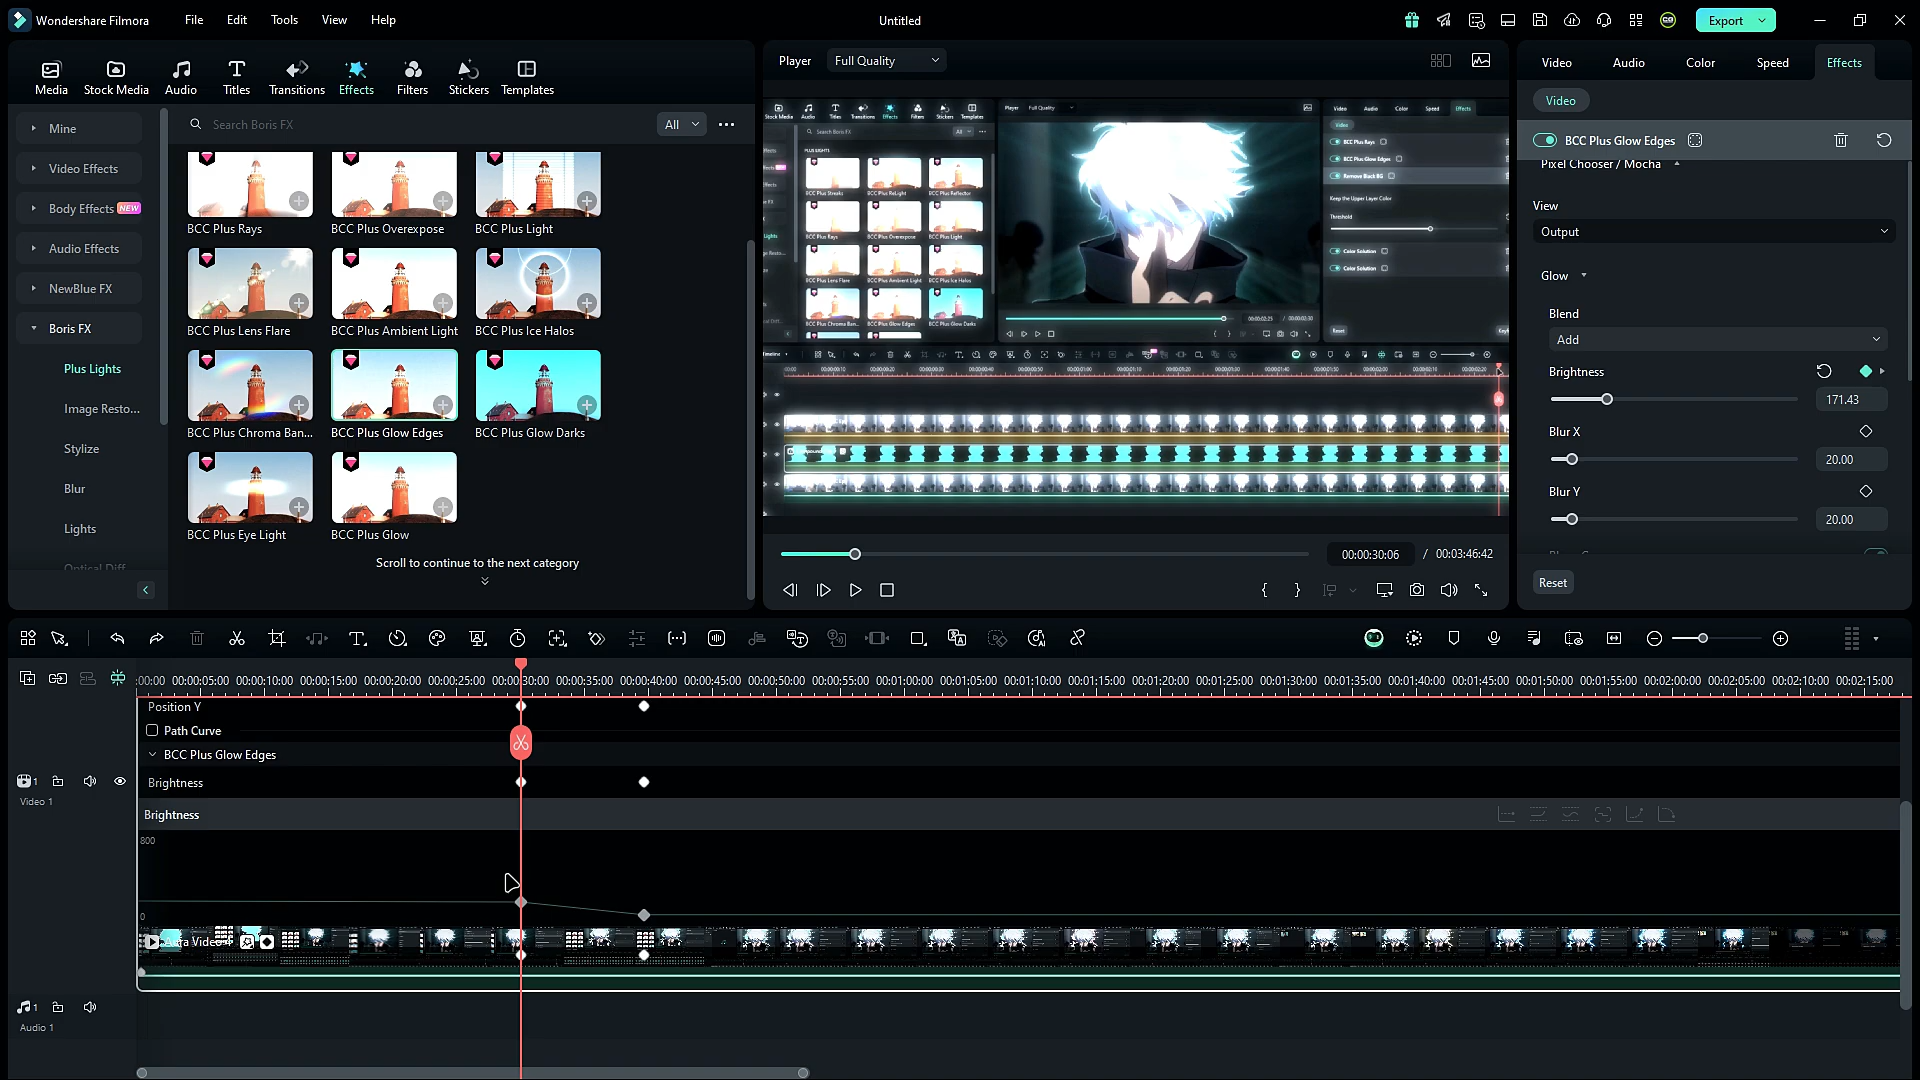 Wondershare Filmora
File
Edit
Tools
View
Help
Untitled
Export
Media
Stock Media
Audio
Titles
Transitions
Effects
Filters
Stickers
Templates
Mine
Video Effects
Body Effects NEW
Audio Effects
NewBlue FX
Boris FX
Plus Lights
Image Resto...
Stylize
Blur
Lights
Search Boris FX
All
BCC Plus Rays
BCC Plus Overexpose
BCC Plus Light
BCC Plus Lens Flare
BCC Plus Ambient Light
BCC Plus Ice Halos
BCC Plus Chroma Ban...
BCC Plus Glow Edges
BCC Plus Glow Darks
BCC Plus Eye Light
BCC Plus Glow
Scroll to continue to the next category
Player
Full Quality
00:00:30:06 / 00:03:46:42
Video
Audio
Color
Speed
Effects
Video
BCC Plus Glow Edges
Pixel Chooser / Mocha
View
Output
Glow
Blend
Add
Brightness
171.43
Blur X
20.00
Blur Y
20.00
Reset
:00:00 00:00:05:00 00:00:10:00 00:00:15:00 00:00:20:00 00:00:25:00 00:00:30:00 00:00:35:00 00:00:40:00 00:00:45:00 00:00:50:00 00:00:55:00 00:01:00:00 00:01:05:00 00:01:10:00 00:01:15:00 00:01:20:00 00:01:25:00 00:01:30:00 00:01:35:00 00:01:40:00 00:01:45:00 00:01:50:00 00:01:55:00 00:02:00:00 00:02:05:00 00:02:10:00 00:02:15:00
Position Y
Path Curve
BCC Plus Glow Edges
Brightness
Brightness
800
0
1
Video 1
1
Audio 1